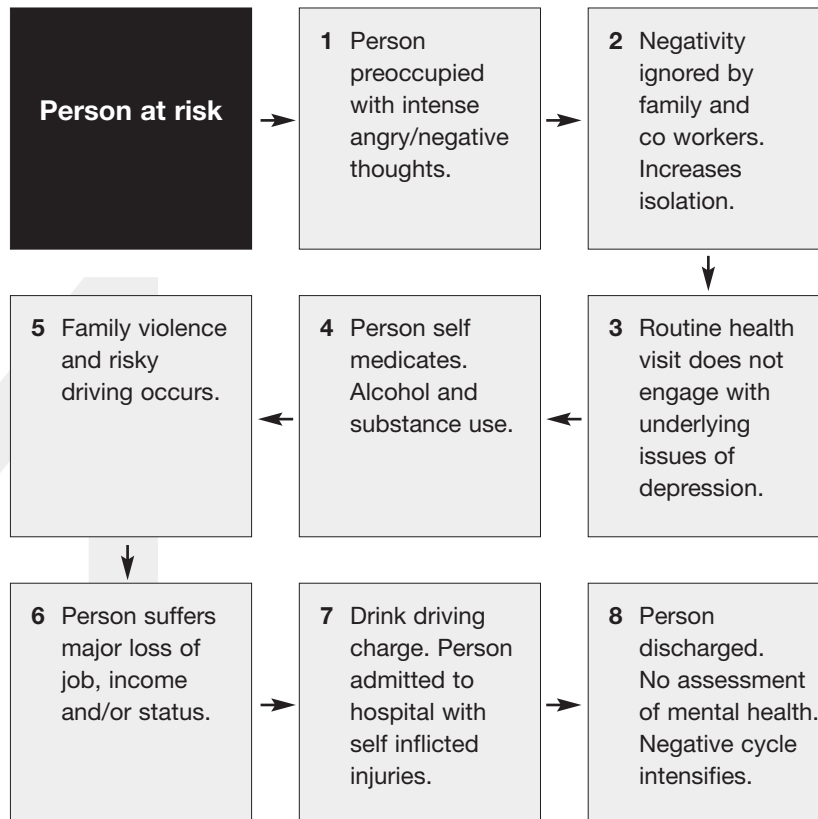 Person at risk
1 Person
preoccupied
with intense
angry/negative
thoughts.
2 Negativity
ignored by
family and
co workers.
Increases
isolation.
3 Routine health
visit does not
engage with
underlying
issues of
depression.
4 Person self
medicates.
Alcohol and
substance use.
5 Family violence
and risky
driving occurs.
6 Person suffers
major loss of
job, income
and/or status.
7 Drink driving
charge. Person
admitted to
hospital with
self inflicted
injuries.
8 Person
discharged.
No assessment
of mental health.
Negative cycle
intensifies.